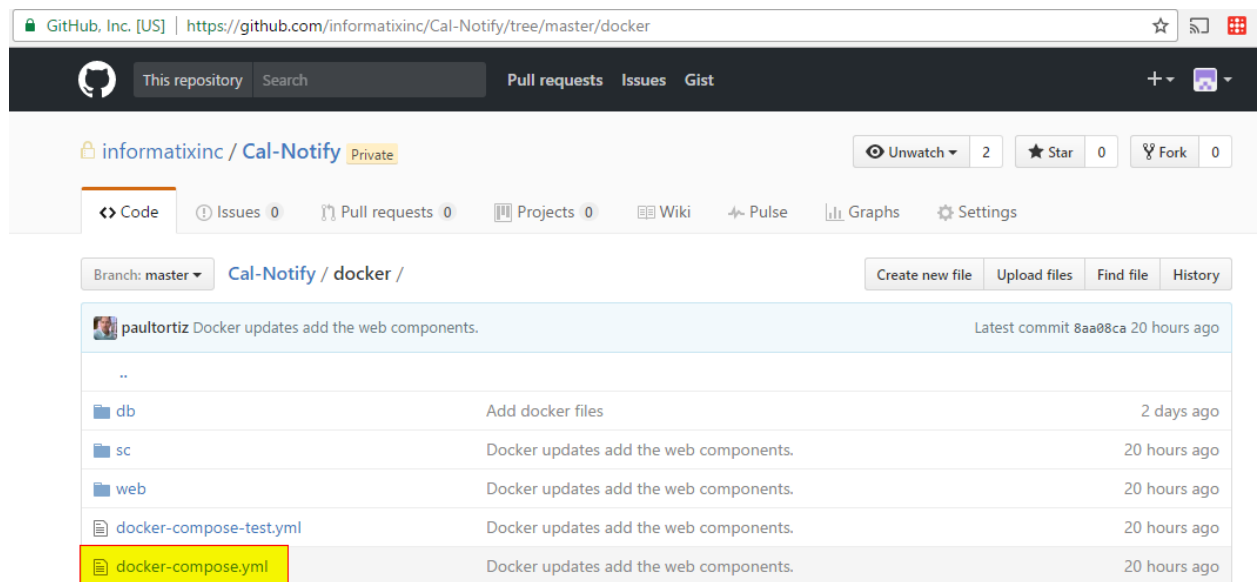 GitHub, Inc. [US] | https://github.com/informatixinc/Cal-Notify/tree/master/docker
This repository Search Pull requests Issues Gist
informatixinc / Cal-Notify Private Unwatch 2 Star 0 Fork 0
Code Issues 0 Pull requests 0 Projects 0 Wiki Pulse Graphs Settings
Branch: master Cal-Notify / docker / Create new file Upload files Find file History
paultortiz Docker updates add the web components. Latest commit 8aa08ca 20 hours ago
..
db Add docker files 2 days ago
sc Docker updates add the web components. 20 hours ago
web Docker updates add the web components. 20 hours ago
docker-compose-test.yml Docker updates add the web components. 20 hours ago
docker-compose.yml Docker updates add the web components. 20 hours ago